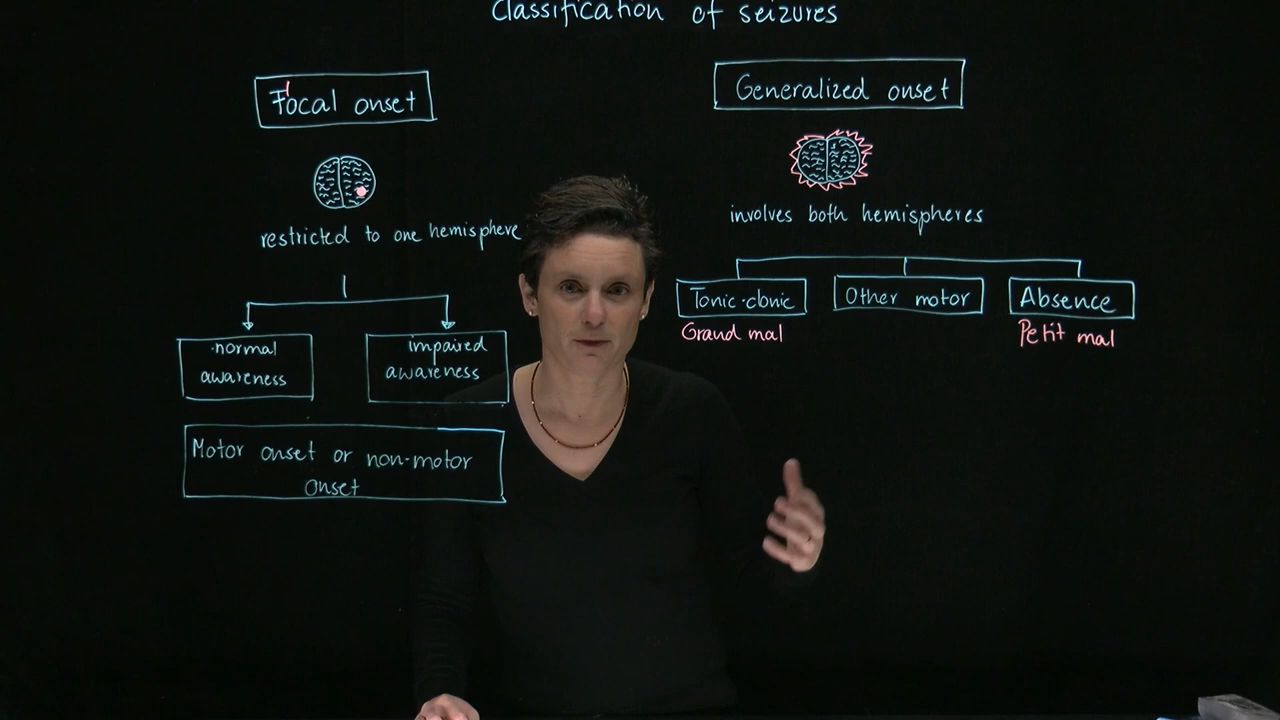 Classification of seizures
Focal onset
restricted to one hemisphere
normal
awareness
impaired
awareness
Motor onset or non-motor
onset
Generalized onset
involves both hemispheres
Tonic-clonic
Grand mal
Other motor
Absence
Petit mal